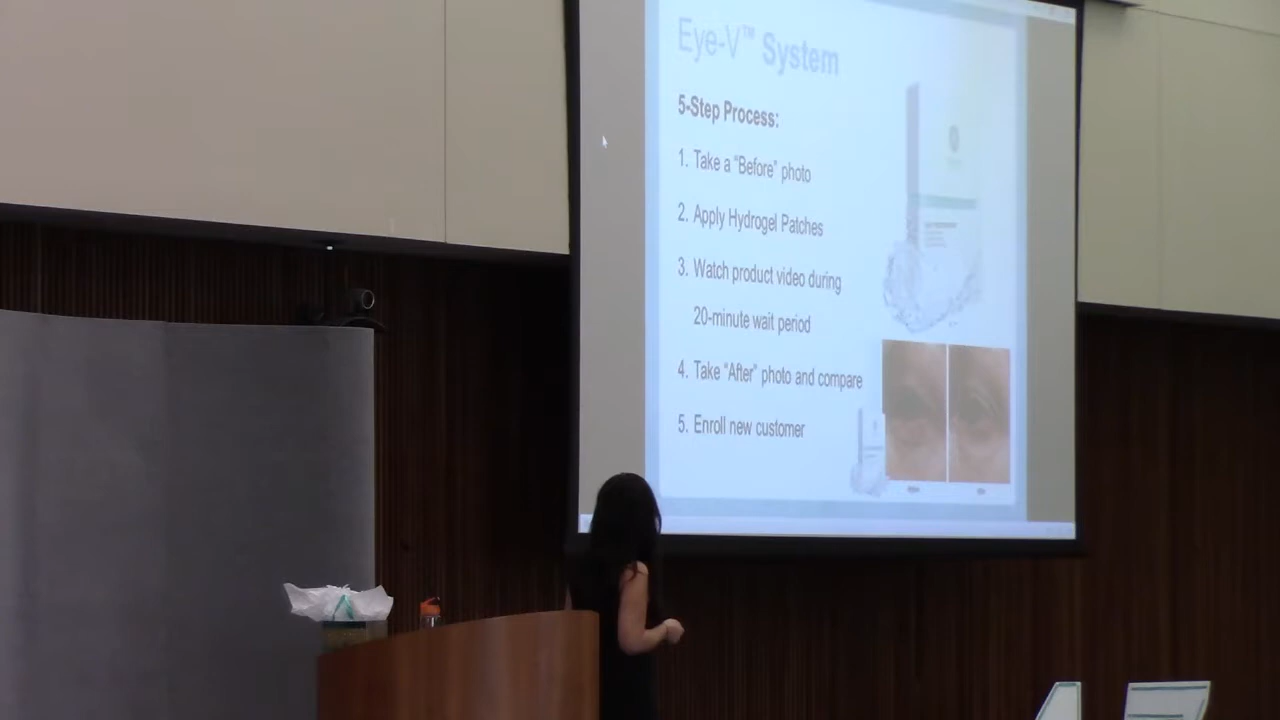 Eye-V™ System
5-Step Process:
1. Take a “Before” photo
2. Apply Hydrogel Patches
3. Watch product video during
20-minute wait period
4. Take “After” photo and compare
5. Enroll new customer